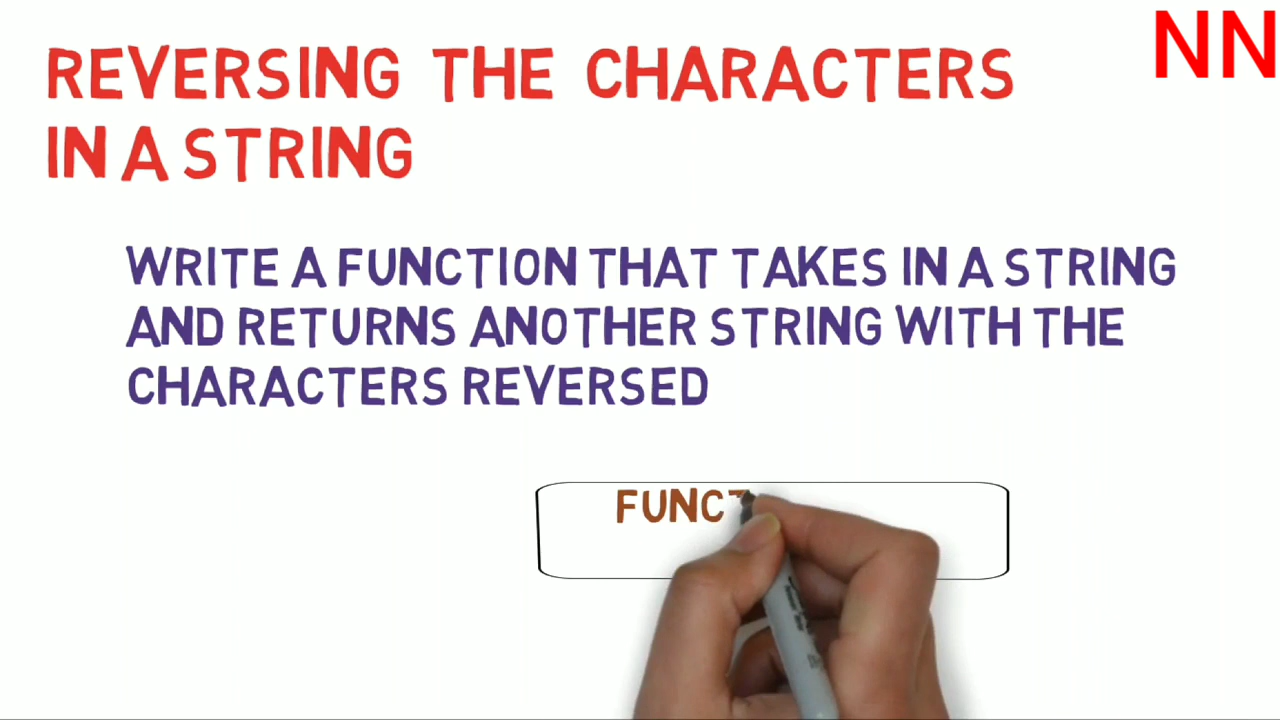 REVERSING THE CHARACTERS
NN
IN A STRING
WRITE A FUNCTION THAT TAKES IN A STRING
AND RETURNS ANOTHER STRING WITH THE
CHARACTERS REVERSED
FUNCT